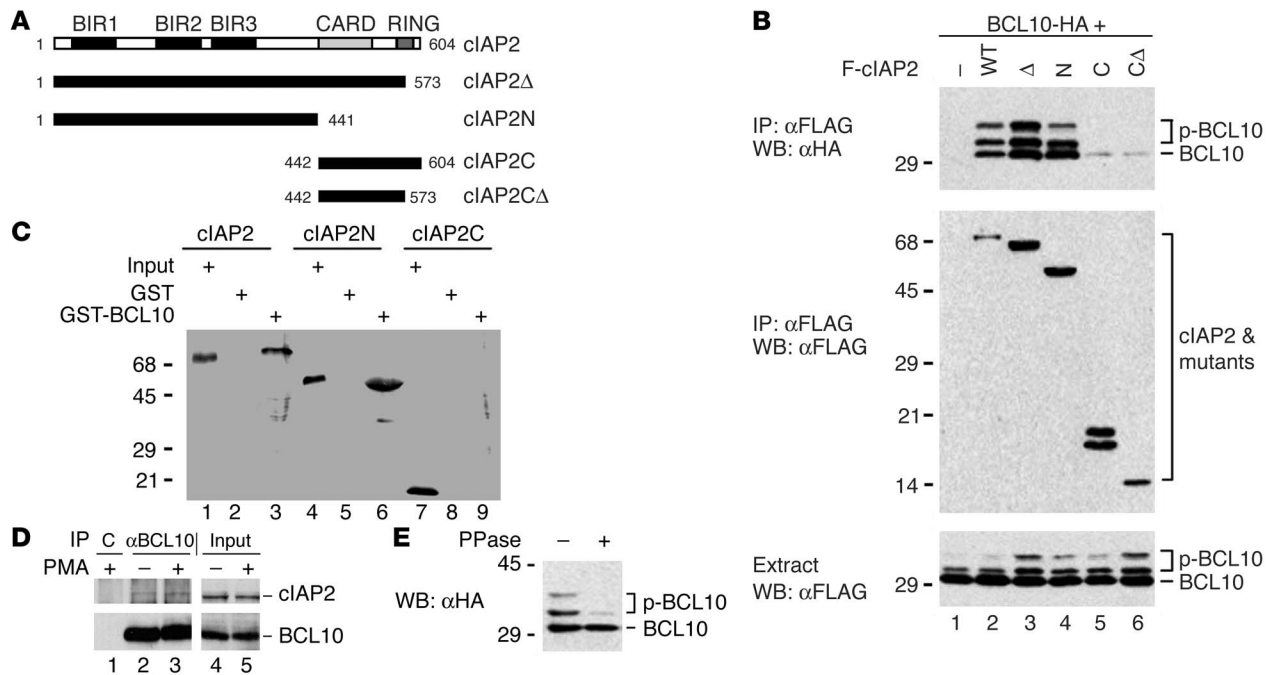 A
BIR1 BIR2 BIR3 CARD RING
1 604 cIAP2
1 573 cIAP2Δ
1 441 cIAP2N
442 604 cIAP2C
442 573 cIAP2CΔ
B
BCL10-HA +
F-cIAP2 – WT Δ N C CΔ
IP: αFLAG
WB: αHA
29
p-BCL10
BCL10
68
45
29
21
14
IP: αFLAG
WB: αFLAG
cIAP2 &
mutants
Extract
WB: αFLAG
29
p-BCL10
BCL10
1 2 3 4 5 6
C
cIAP2 cIAP2N cIAP2C
Input + + +
GST + + +
GST-BCL10 + + +
68
45
29
21
1 2 3 4 5 6 7 8 9
D
IP C αBCL10 Input
PMA + – + – +
cIAP2
BCL10
1 2 3 4 5
E
PPase – +
45
WB: αHA
29
p-BCL10
BCL10